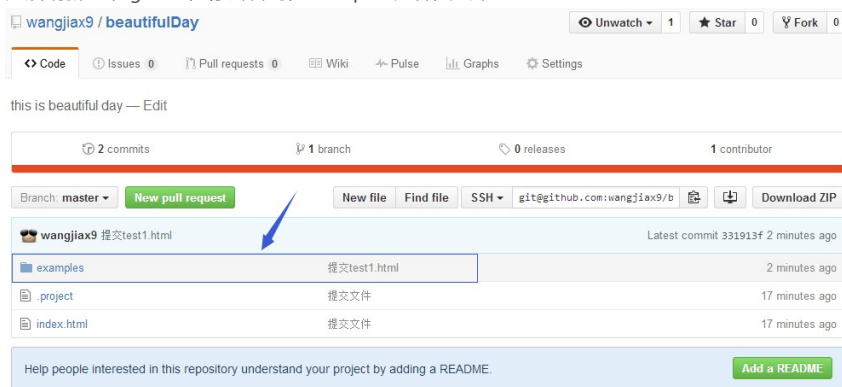 wangjiax9 / beautifulDay
Unwatch 1 Star 0 Fork 0
Code Issues 0 Pull requests 0 Wiki Pulse Graphs Settings
this is beautiful day — Edit
2 commits 1 branch 0 releases 1 contributor
Branch: master New pull request New file Find file SSH git@github.com:wangjiax9/b Download ZIP
wangjiax9 提交test1.html Latest commit 331913f 2 minutes ago
examples 提交test1.html 2 minutes ago
.project 提交文件 17 minutes ago
index.html 提交文件 17 minutes ago
Help people interested in this repository understand your project by adding a README. Add a README